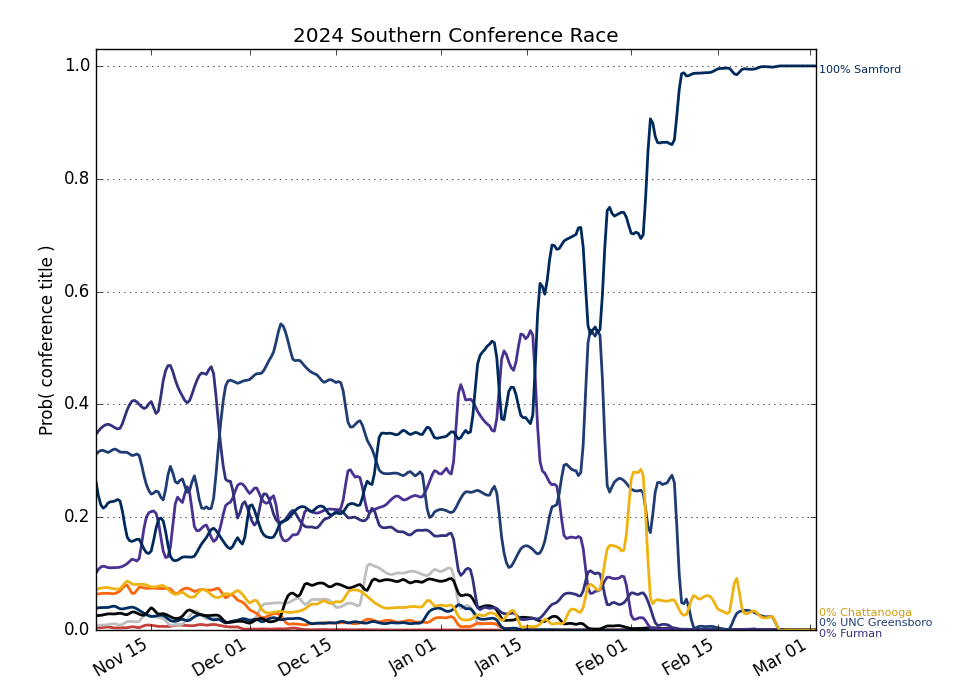 2024 Southern Conference Race
Prob( conference title )
1.0
0.8
0.6
0.4
0.2
0.0
100% Samford
0% Chattanooga
0% UNC Greensboro
0% Furman
Nov 15
Dec 01
Dec 15
Jan 01
Jan 15
Feb 01
Feb 15
Mar 01